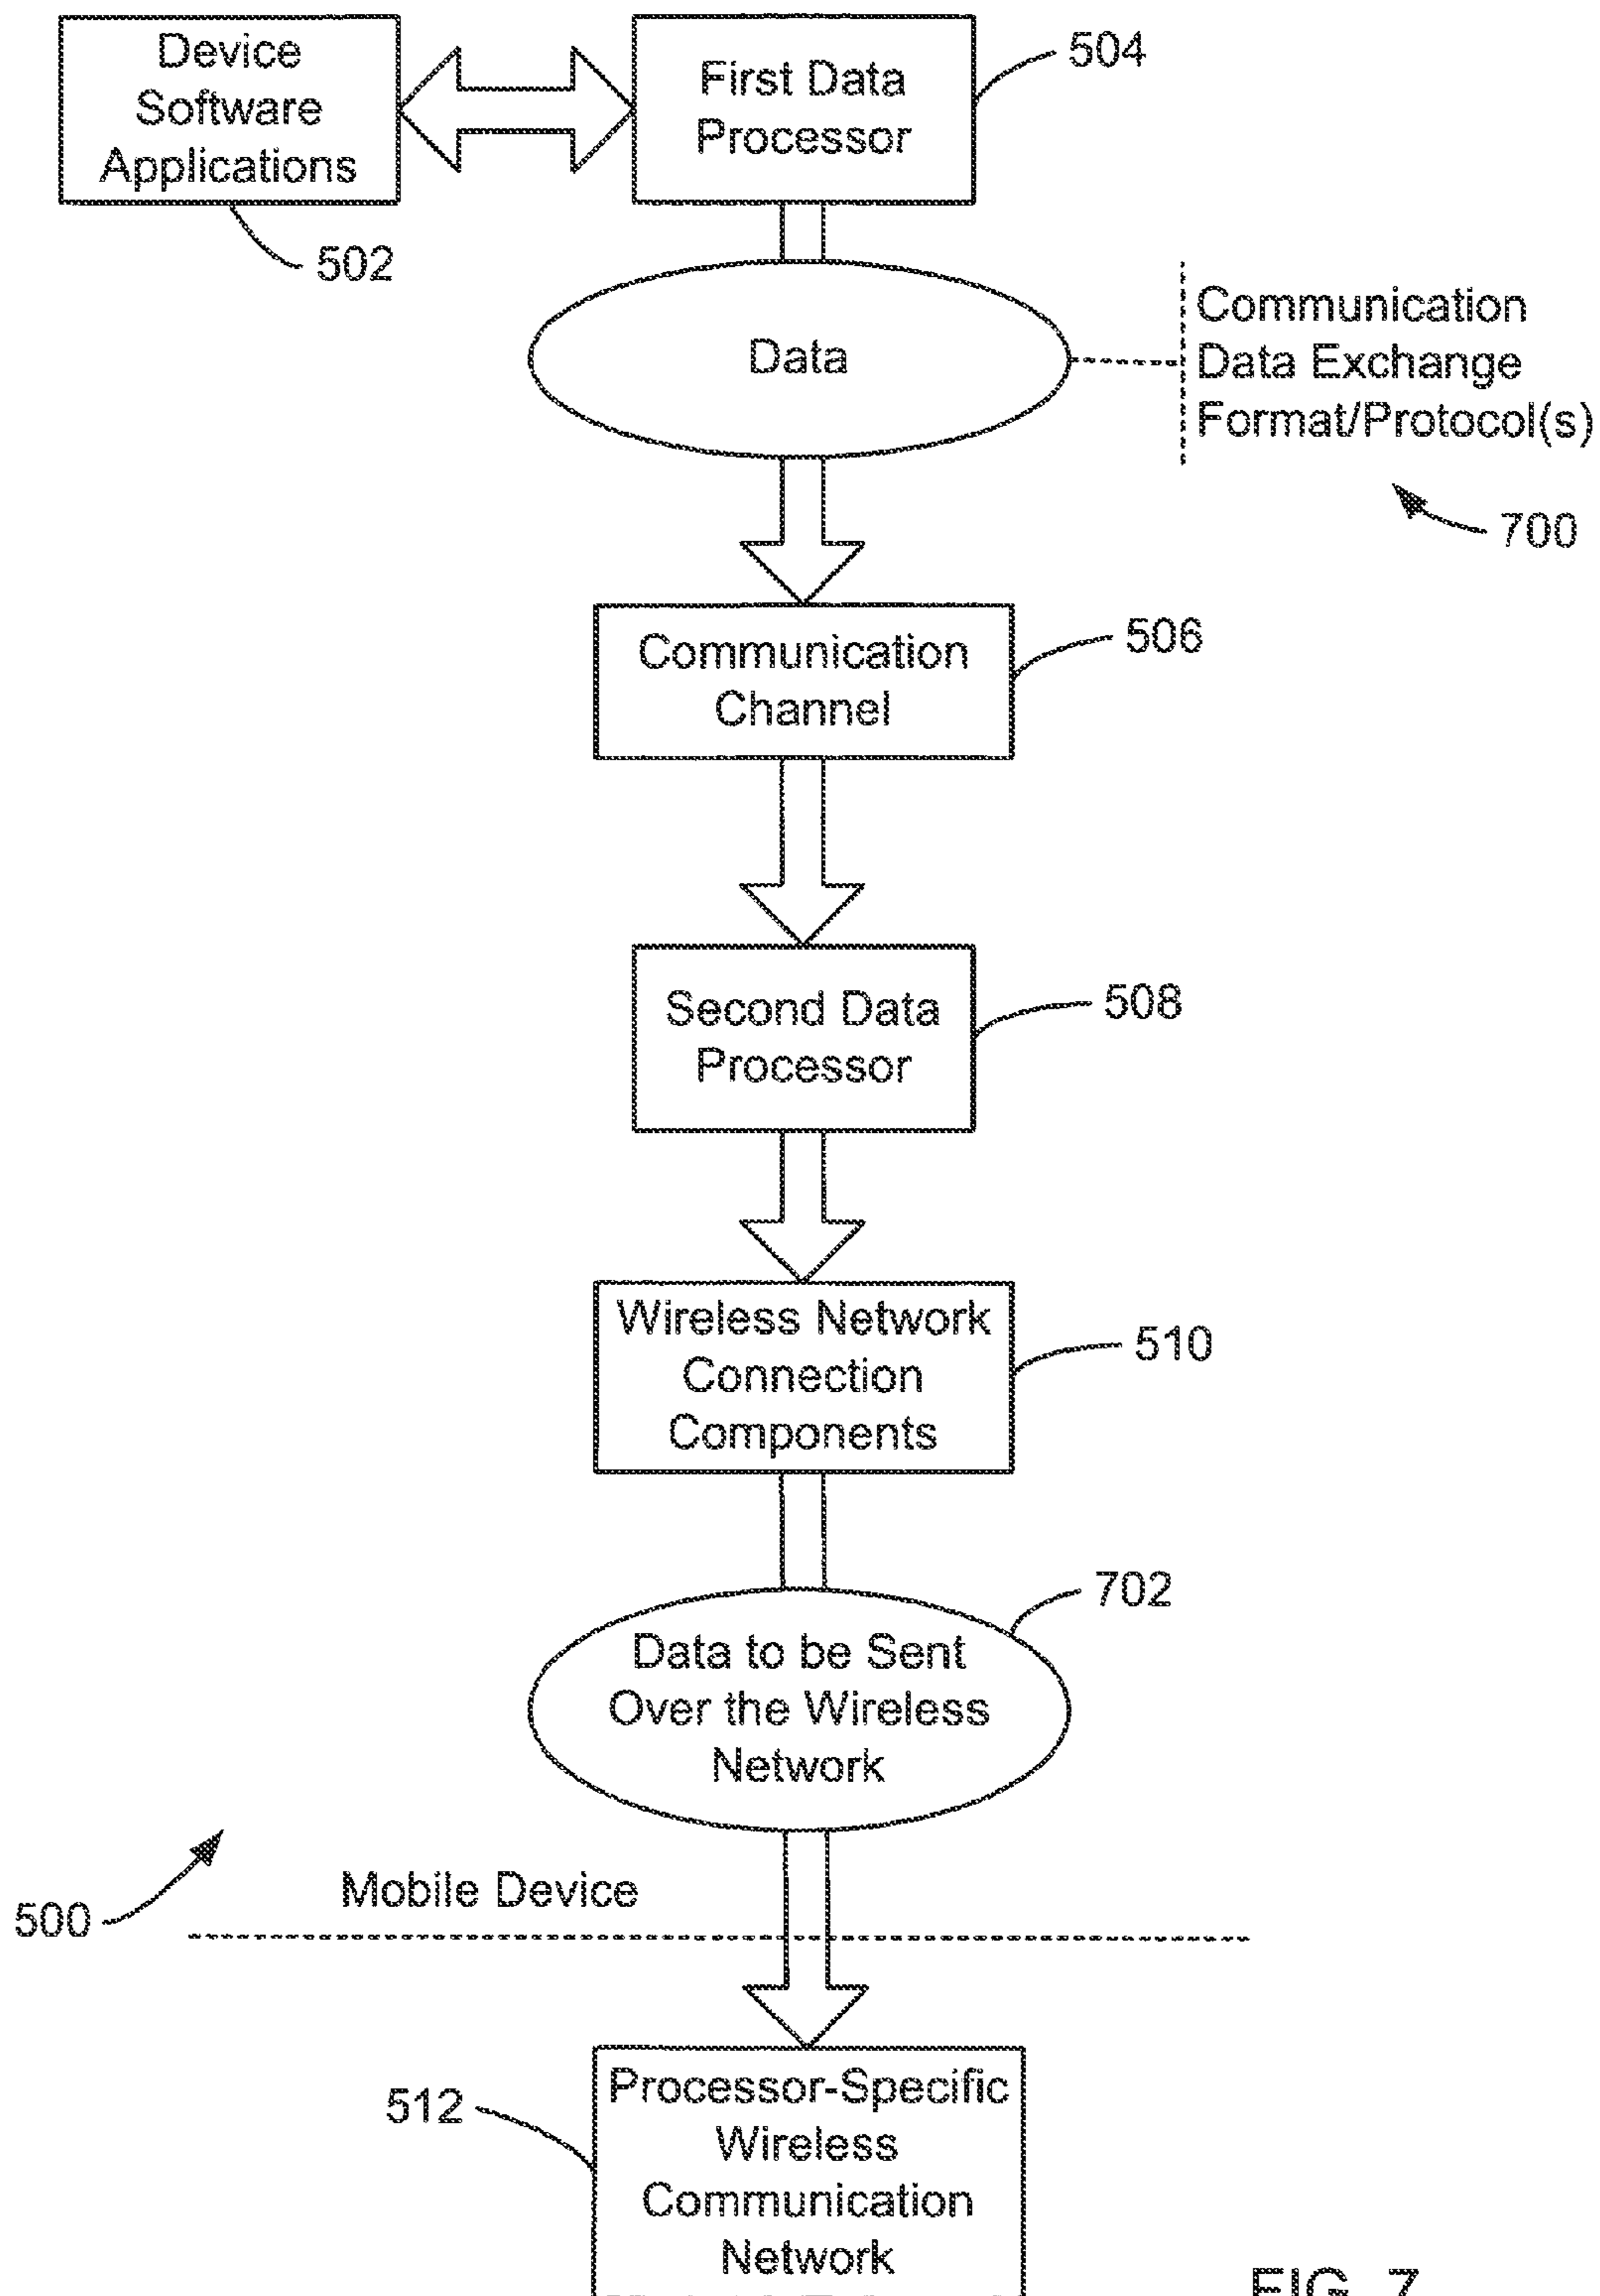 Device
Software
Applications
502
First Data
Processor
504
Data
Communication
Data Exchange
Format/Protocol(s)
700
Communication
Channel
506
Second Data
Processor
508
Wireless Network
Connection
Components
510
702
Data to be Sent
Over the Wireless
Network
500
Mobile Device
512
Processor-Specific
Wireless
Communication
Network
FIG. 7